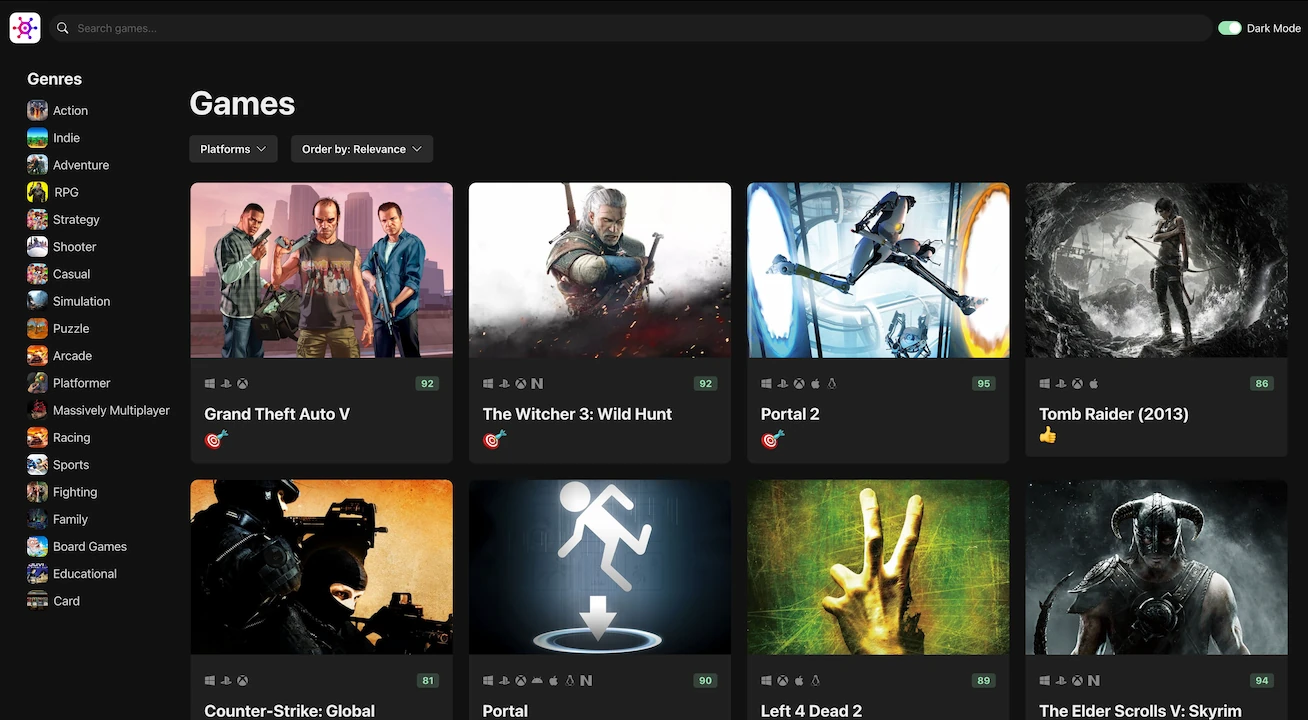 Search games...
Dark Mode
Genres
Action
Indie
Adventure
RPG
Strategy
Shooter
Casual
Simulation
Puzzle
Arcade
Platformer
Massively Multiplayer
Racing
Sports
Fighting
Family
Board Games
Educational
Card
Games
Platforms
Order by: Relevance
92
Grand Theft Auto V
92
The Witcher 3: Wild Hunt
95
Portal 2
86
Tomb Raider (2013)
81
Counter-Strike: Global
90
Portal
89
Left 4 Dead 2
94
The Elder Scrolls V: Skyrim